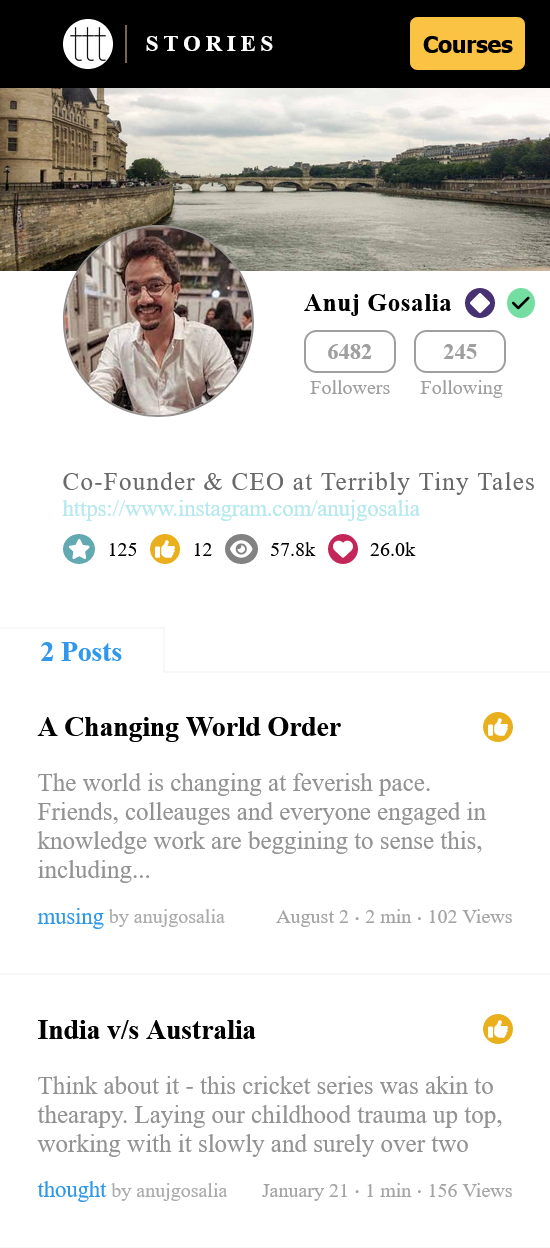 ttt
STORIES
Courses
Anuj Gosalia
6482
245
Followers
Following
Co-Founder & CEO at Terribly Tiny Tales
https://www.instagram.com/anujgosalia
125 12 57.8k 26.0k
2 Posts
A Changing World Order
The world is changing at feverish pace.
Friends, colleauges and everyone engaged in
knowledge work are beggining to sense this,
including...
musing by anujgosalia August 2 · 2 min · 102 Views
India v/s Australia
Think about it - this cricket series was akin to
thearapy. Laying our childhood trauma up top,
working with it slowly and surely over two
thought by anujgosalia January 21 · 1 min · 156 Views